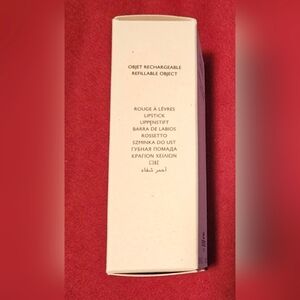 OBJET RECHARGEABLE
REFILLABLE OBJECT
ROUGE À LÈVRES
LIPSTICK
LIPPENSTIFT
BARRA DE LABIOS
ROSSETTO
SZMINKA DO UST
ГУБНАЯ ПОМАДА
ΚΡΑΓΙΟΝ ΧΕΙΛΙΩΝ
口紅
أحمر شفاه